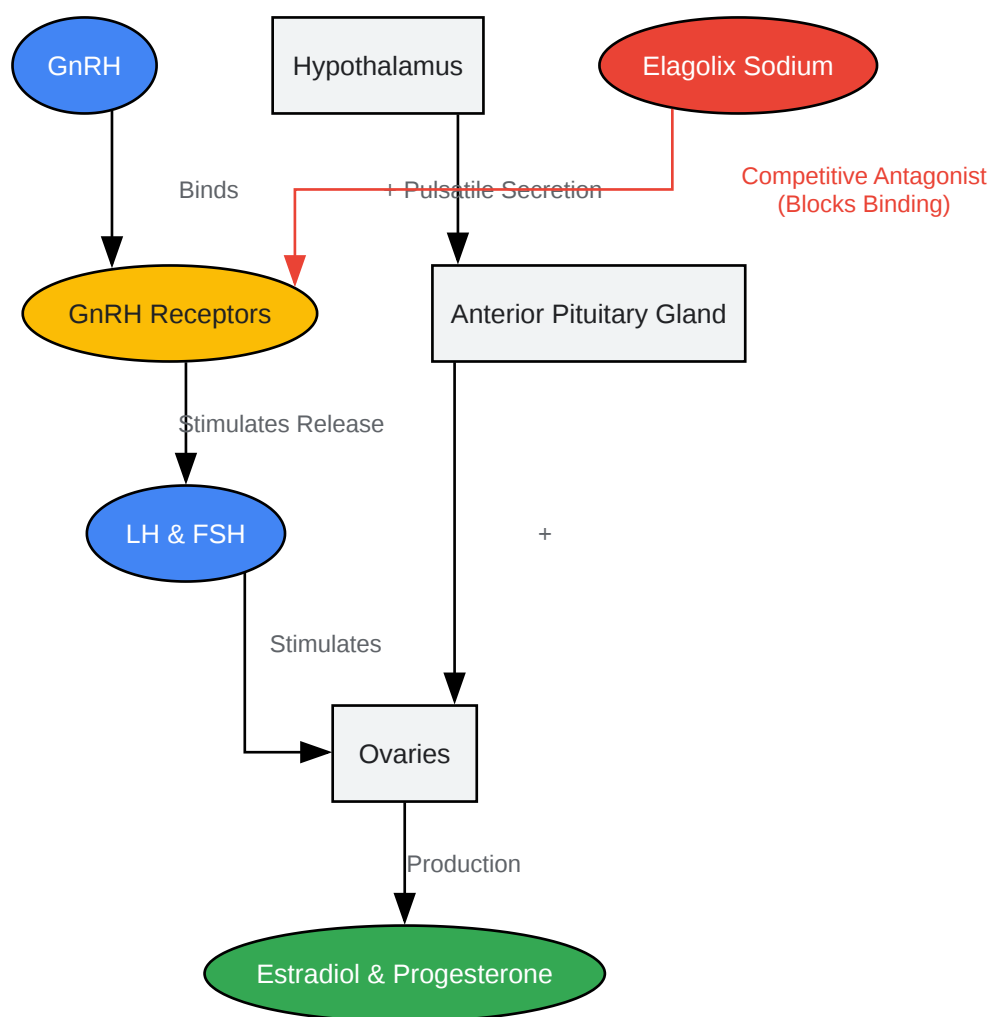 GnRH
Hypothalamus
Elagolix Sodium
Binds
+ Pulsatile Secretion
Competitive Antagonist
(Blocks Binding)
GnRH Receptors
Anterior Pituitary Gland
Stimulates Release
LH & FSH
+
Stimulates
Ovaries
Production
Estradiol & Progesterone